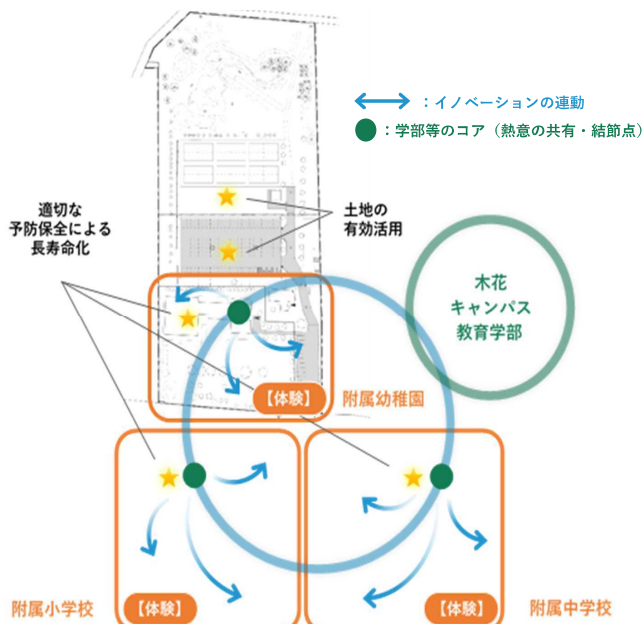 ：イノベーションの連動
：学部等のコア（熱意の共有・結節点）
適切な
予防保全による
長寿命化
土地の
有効活用
木花
キャンパス
教育学部
【体験】
附属幼稚園
附属小学校
【体験】
【体験】
附属中学校